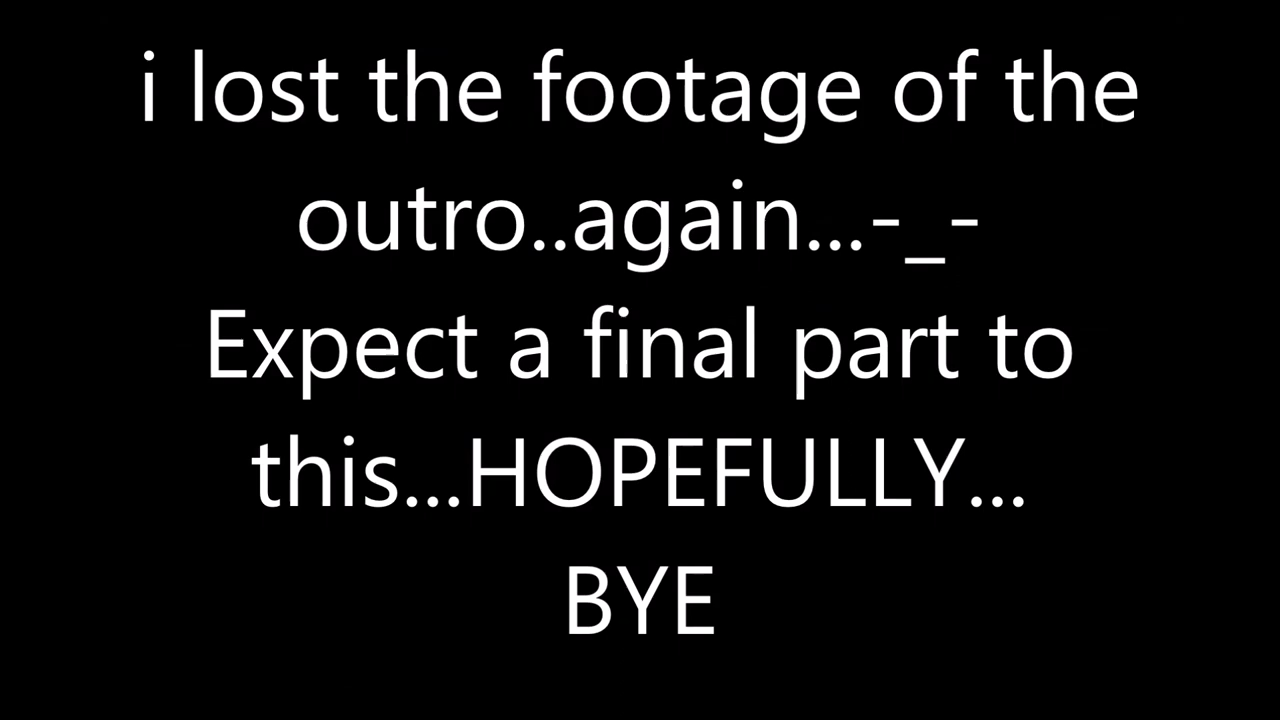 i lost the footage of the
outro..again...-_-
Expect a final part to
this...HOPEFULLY...
BYE